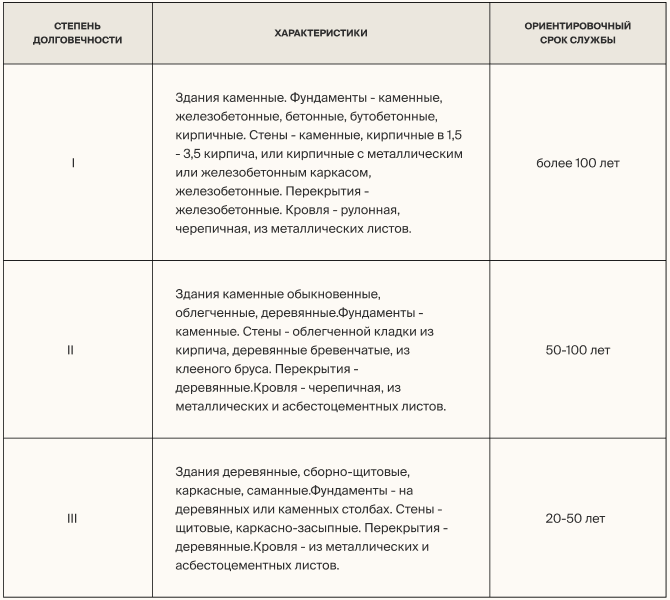 СТЕПЕНЬ
ДОЛГОВЕЧНОСТИ
ХАРАКТЕРИСТИКИ
ОРИЕНТИРОВОЧНЫЙ
СРОК СЛУЖБЫ
I
Здания каменные. Фундаменты - каменные,
железобетонные, бетонные, бутобетонные,
кирпичные. Стены - каменные, кирпичные в 1,5
- 3,5 кирпича, или кирпичные с металлическим
или железобетонным каркасом,
железобетонные. Перекрытия -
железобетонные. Кровля - рулонная,
черепичная, из металлических листов.
более 100 лет
II
Здания каменные обыкновенные,
облегченные, деревянные.Фундаменты -
каменные. Стены - облегченной кладки из
кирпича, деревянные бревенчатые, из
клееного бруса. Перекрытия -
деревянные.Кровля - черепичная, из
металлических и асбестоцементных листов.
50-100 лет
III
Здания деревянные, сборно-щитовые,
каркасные, саманные.Фундаменты - на
деревянных или каменных столбах. Стены -
щитовые, каркасно-засыпные. Перекрытия -
деревянные.Кровля - из металлических и
асбестоцементных листов.
20-50 лет